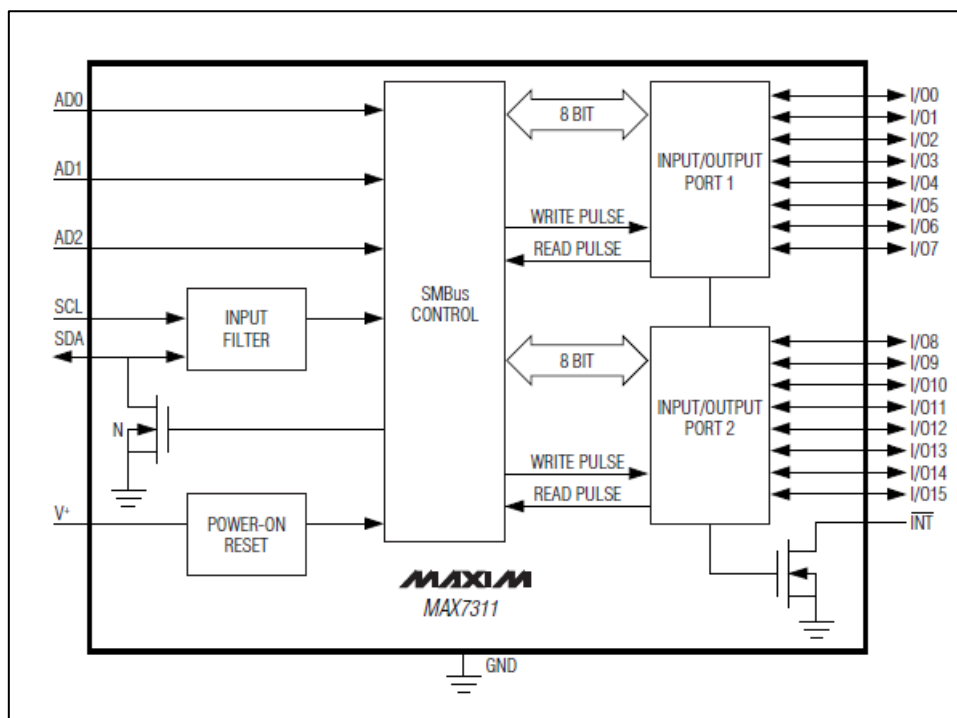 AD0
AD1
AD2
SCL
SDA
INPUT
FILTER
N
V+
POWER-ON
RESET
SMBus
CONTROL
8 BIT
WRITE PULSE
READ PULSE
8 BIT
WRITE PULSE
READ PULSE
INPUT/OUTPUT
PORT 1
INPUT/OUTPUT
PORT 2
I/O0
I/O1
I/O2
I/O3
I/O4
I/O5
I/O6
I/O7
I/O8
I/O9
I/O10
I/O11
I/O12
I/O13
I/O14
I/O15
INT
MAXIM
MAX7311
GND